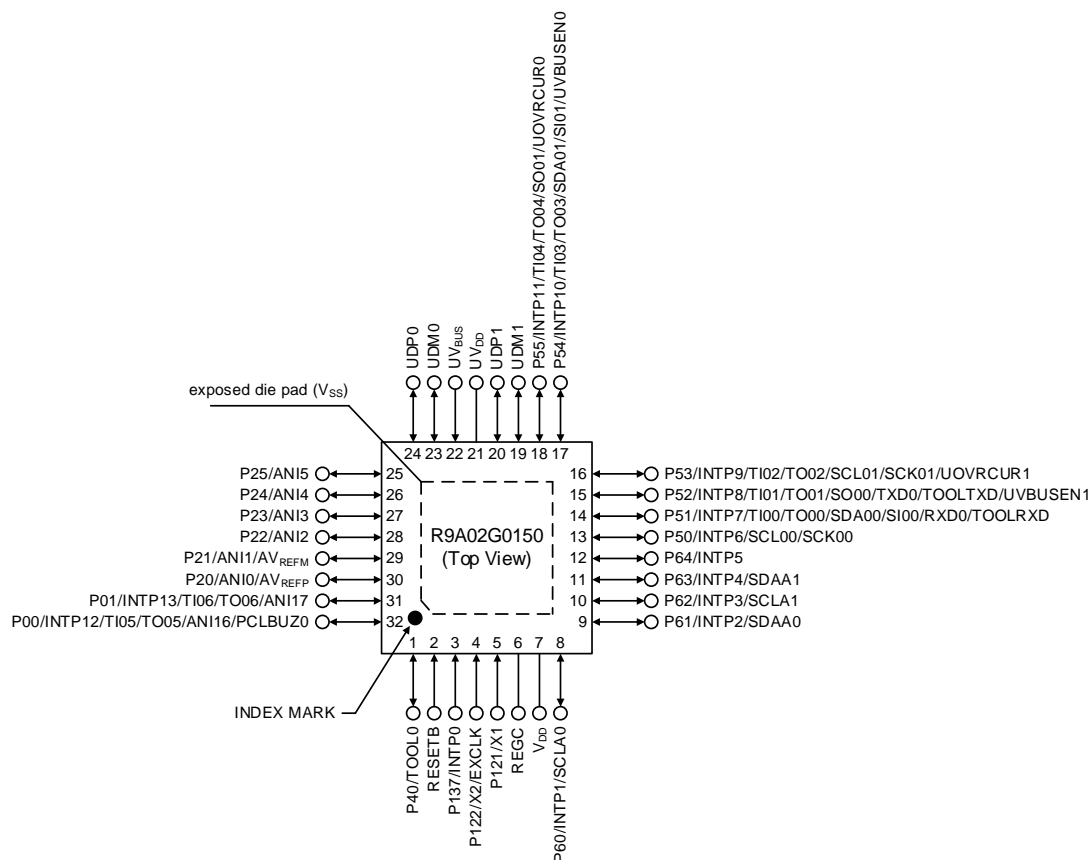 P55/INTP11/TI04/TO04/SO01/UOVRCUR0
P54/INTP10/TI03/TO03/SDA01/SI01/UVBUSEN0
UDP0
UDM0
UVBUS
UVDD
UDP1
UDM1
exposed die pad (VSS)
24 23 22 21 20 19 18 17
P25/ANI5 25
P24/ANI4 26
P23/ANI3 27
P22/ANI2 28
P21/ANI1/AVREFM 29
P20/ANI0/AVREFP 30
P01/INTP13/TI06/TO06/ANI17 31
P00/INTP12/TI05/TO05/ANI16/PCLBUZ0 32
R9A02G0150
(Top View)
16 P53/INTP9/TI02/TO02/SCL01/SCK01/UOVRCUR1
15 P52/INTP8/TI01/TO01/SO00/TXD0/TOOLTXD/UVBUSEN1
14 P51/INTP7/TI00/TO00/SDA00/SI00/RXD0/TOOLRXD
13 P50/INTP6/SCL00/SCK00
12 P64/INTP5
11 P63/INTP4/SDAA1
10 P62/INTP3/SCLA1
9 P61/INTP2/SDAA0
1 2 3 4 5 6 7 8
INDEX MARK
P40/TOOL0
RESETB
P137/INTP0
P122/X2/EXCLK
P121/X1
REGC
VDD
P60/INTP1/SCLA0